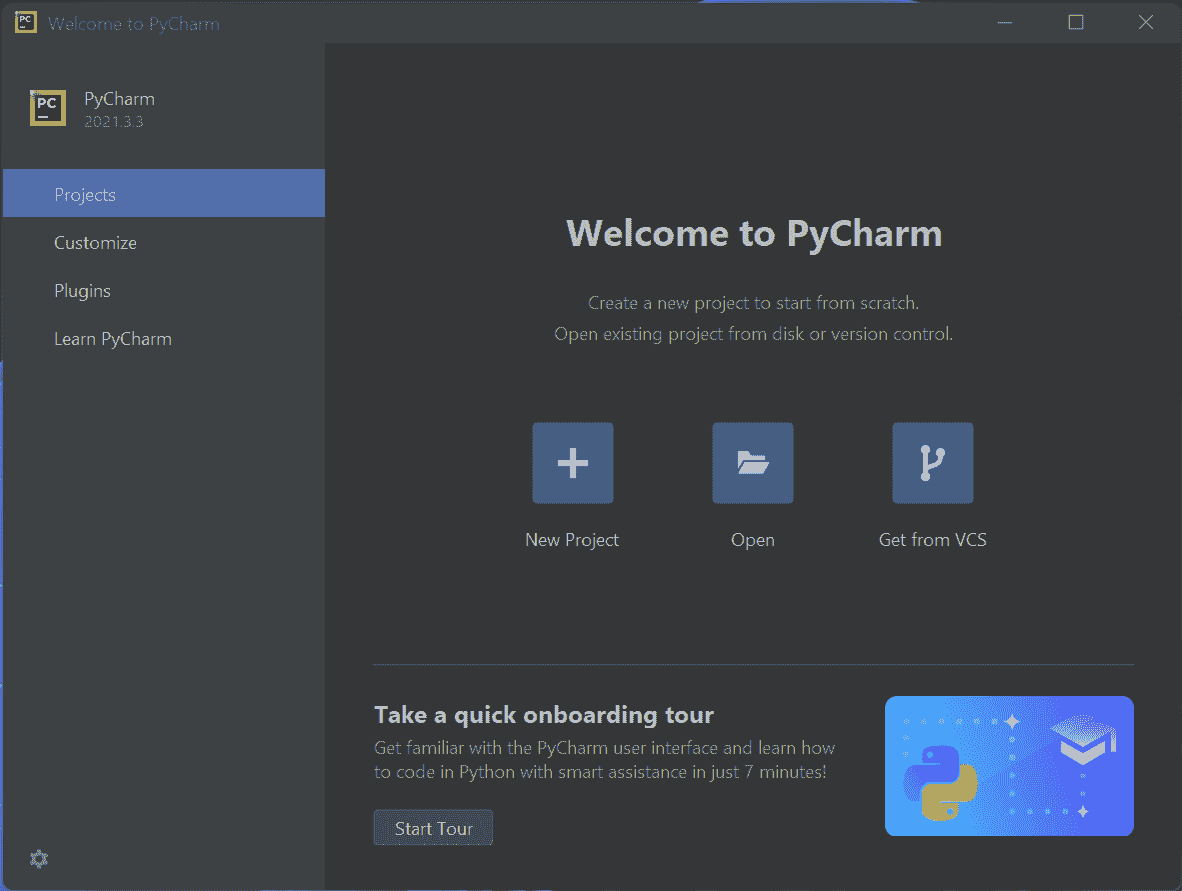 PC
Welcome to PyCharm
PC
PyCharm
2021.3.3
Projects
Customize
Plugins
Learn PyCharm
Welcome to PyCharm
Create a new project to start from scratch.
Open existing project from disk or version control.
New Project
Open
Get from VCS
Take a quick onboarding tour
Get familiar with the PyCharm user interface and learn how
to code in Python with smart assistance in just 7 minutes!
Start Tour